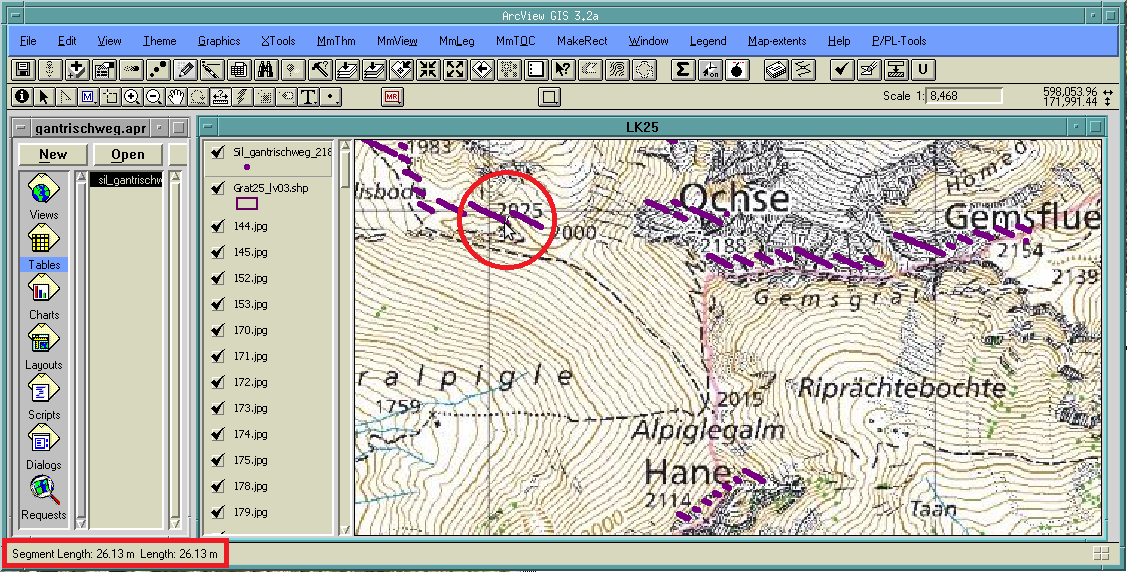 ArcView GIS 3.2a
File Edit View Theme Graphics XTools MmThm MmView MmLeg MmTOC MakeRect Window Legend Map-extents Help P/PL-Tools
Σ U
M T MR Scale 1: 8,468 598,053.96
171,991.44
gantrischweg.apr
New Open
sil_gantrischw
Views
Tables
Charts
Layouts
Scripts
Dialogs
Requests
LK25
Sil_gantrischweg_218
Grat25_lv03.shp
144.jpg
145.jpg
152.jpg
153.jpg
170.jpg
171.jpg
172.jpg
173.jpg
174.jpg
175.jpg
178.jpg
179.jpg
1983
lisbod
2025
2000
Ochse
2188
Homed
Gemsflue
2154
2139
Gemsgrat
ralpigle
1759
2015
Riprächtebochte
Alpiglegalm
Hane
2114
Taan
Segment Length: 26.13 m Length: 26.13 m